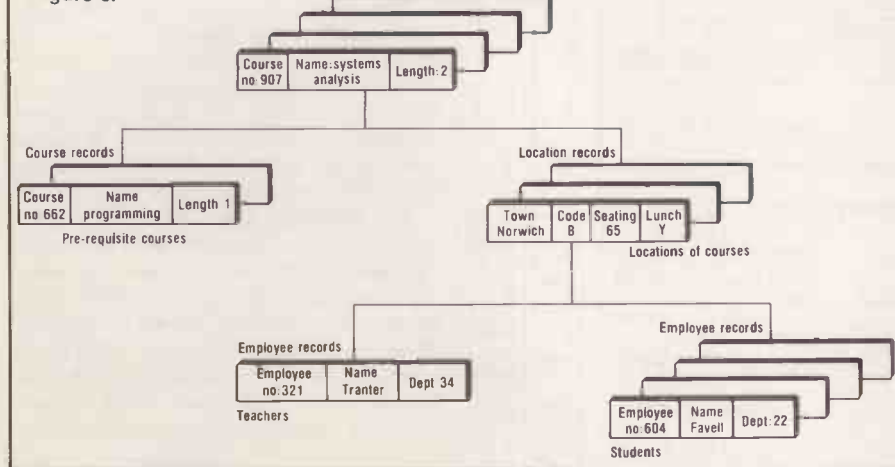 Course no: 907 Name: systems analysis Length: 2
Course records
Location records
Course no 662 Name programming Length 1
Pre-requisite courses
Town Norwich Code B Seating 65 Lunch Y
Locations of courses
Employee records
Employee no: 321 Name Tranter Dept 34
Teachers
Employee records
Employee no: 604 Name Favell Dept: 22
Students